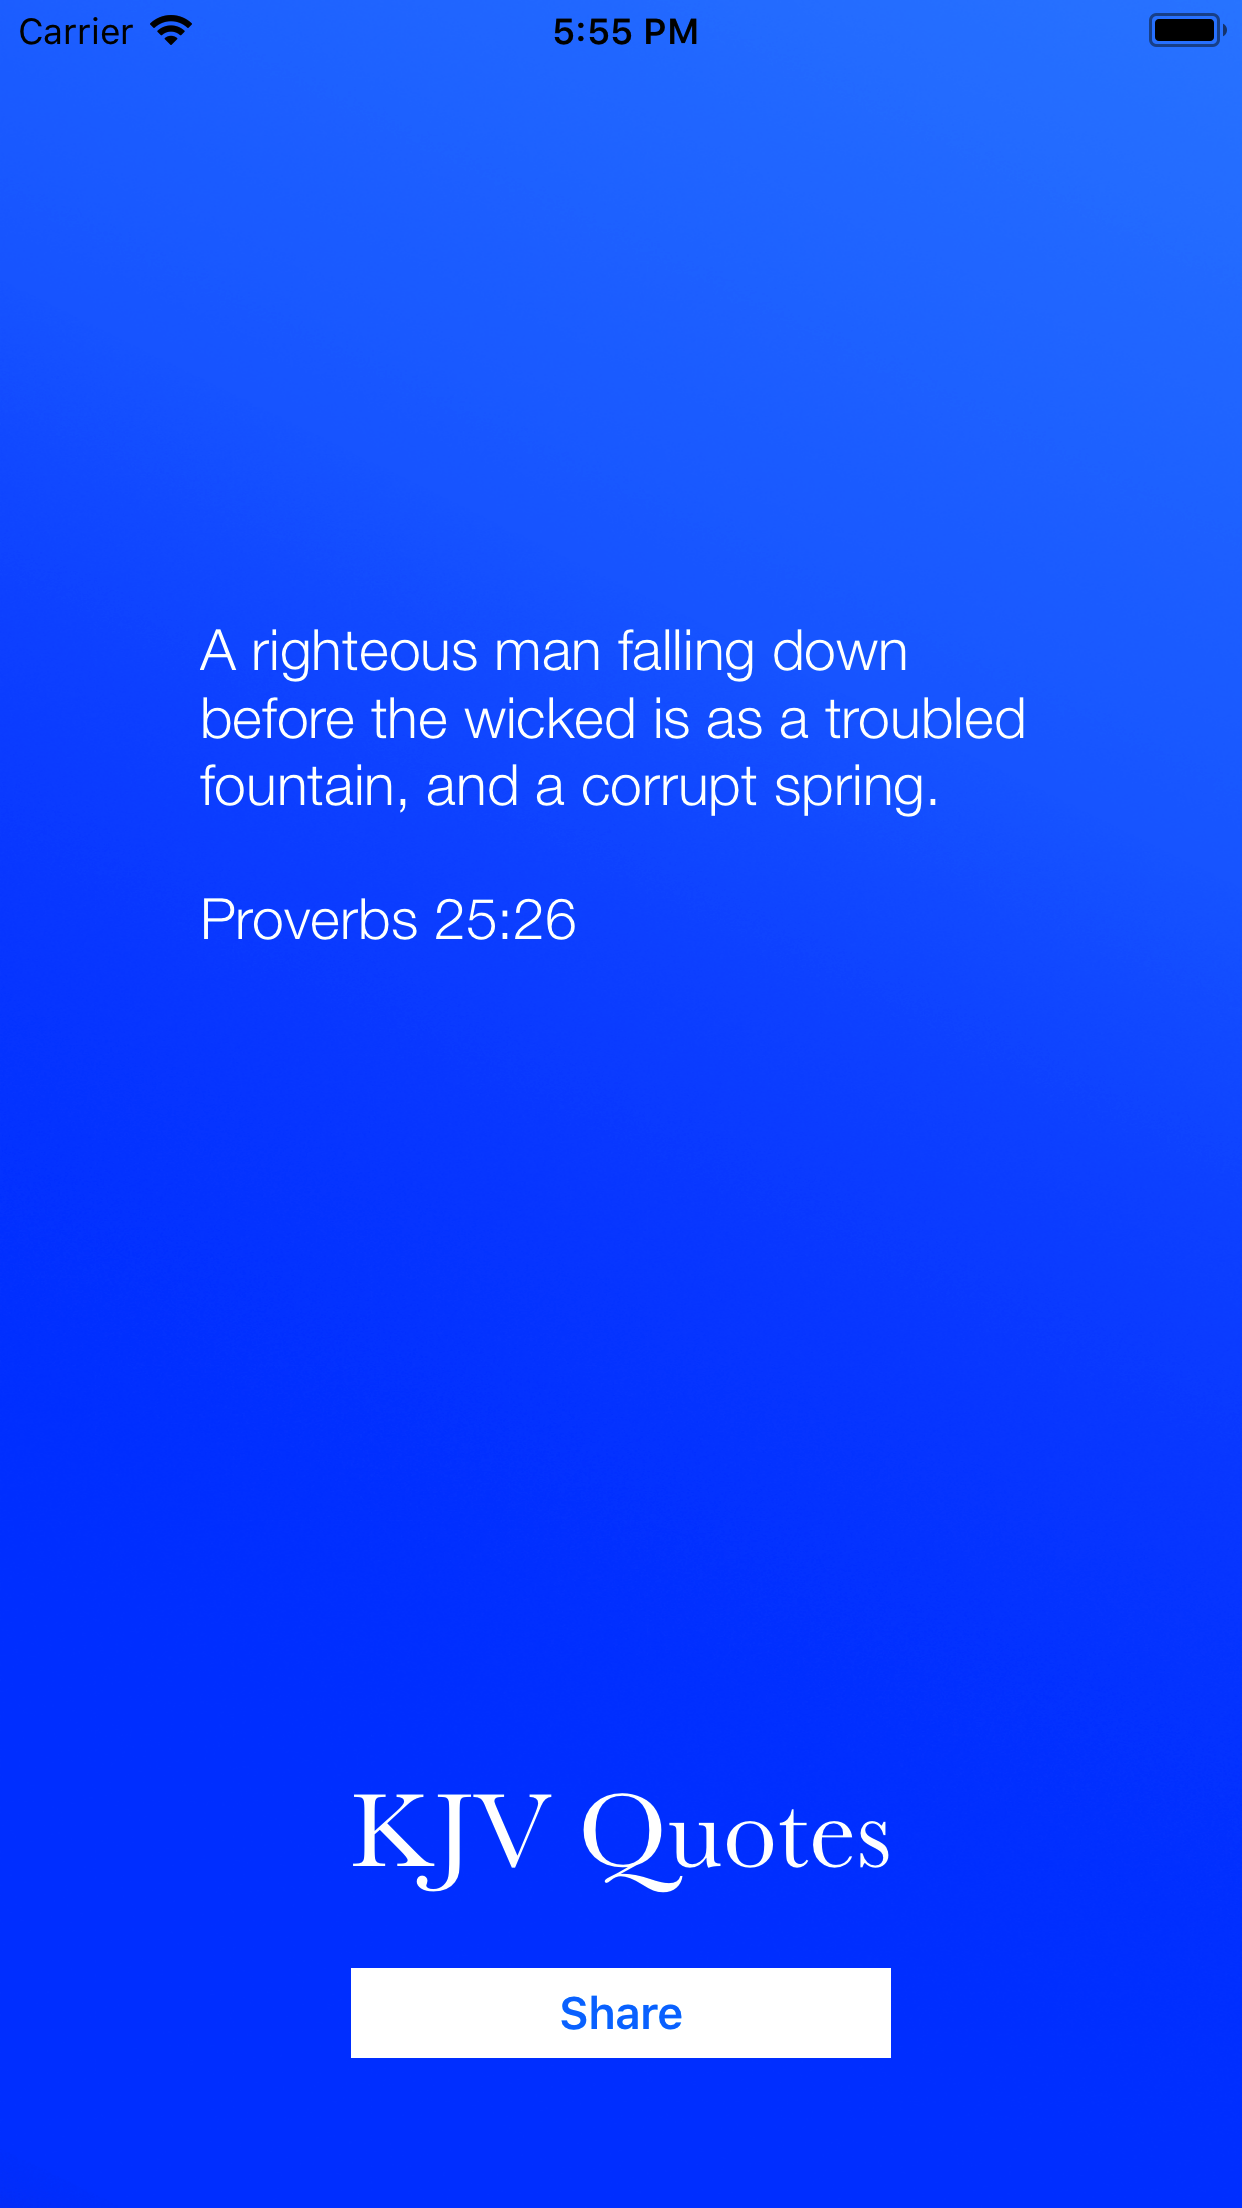 Carrier
5:55 PM
A righteous man falling down
before the wicked is as a troubled
fountain, and a corrupt spring.
Proverbs 25:26
KJV Quotes
Share